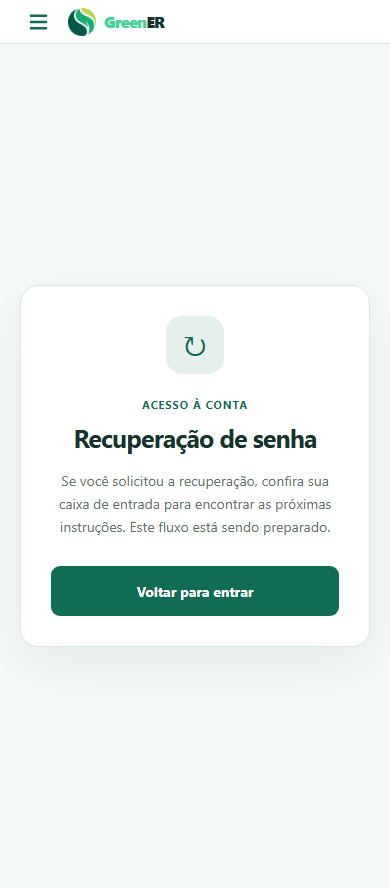 GreenER
ACESSO À CONTA
Recuperação de senha
Se você solicitou a recuperação, confira sua
caixa de entrada para encontrar as próximas
instruções. Este fluxo está sendo preparado.
Voltar para entrar